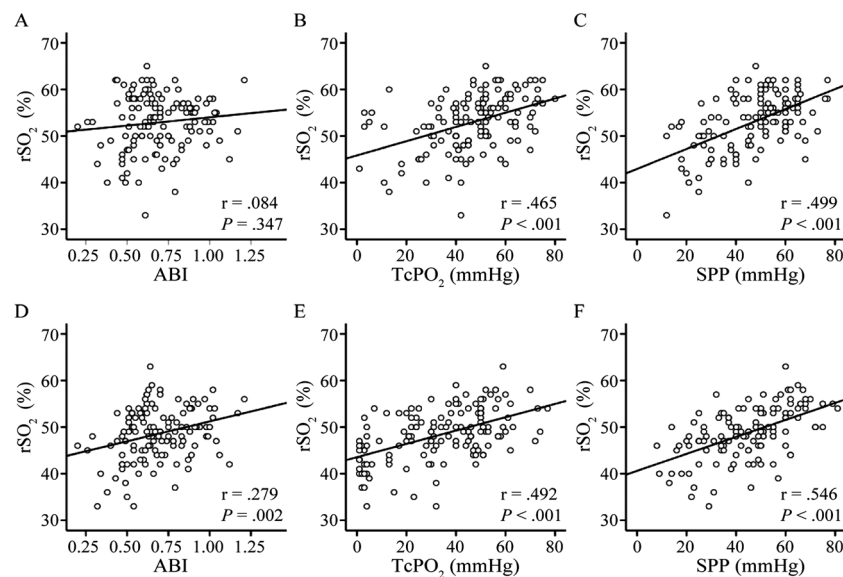 A
70
60
50
40
30
rSO2 (%)
r = .084
P = .347
0.25 0.50 0.75 1.00 1.25
ABI
B
70
60
50
40
30
rSO2 (%)
r = .465
P < .001
0 20 40 60 80
TcPO2 (mmHg)
C
70
60
50
40
30
rSO2 (%)
r = .499
P < .001
0 20 40 60 80
SPP (mmHg)
D
70
60
50
40
30
rSO2 (%)
r = .279
P = .002
0.25 0.50 0.75 1.00 1.25
ABI
E
70
60
50
40
30
rSO2 (%)
r = .492
P < .001
0 20 40 60 80
TcPO2 (mmHg)
F
70
60
50
40
30
rSO2 (%)
r = .546
P < .001
0 20 40 60 80
SPP (mmHg)